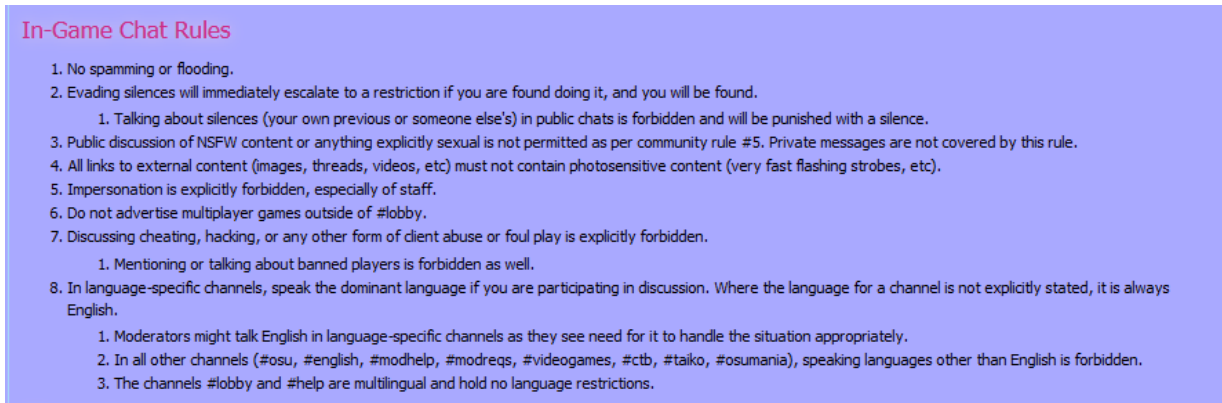 In-Game Chat Rules
1. No spamming or flooding.
2. Evading silences will immediately escalate to a restriction if you are found doing it, and you will be found.
1. Talking about silences (your own previous or someone else's) in public chats is forbidden and will be punished with a silence.
3. Public discussion of NSFW content or anything explicitly sexual is not permitted as per community rule #5. Private messages are not covered by this rule.
4. All links to external content (images, threads, videos, etc) must not contain photosensitive content (very fast flashing strobes, etc).
5. Impersonation is explicitly forbidden, especially of staff.
6. Do not advertise multiplayer games outside of #lobby.
7. Discussing cheating, hacking, or any other form of client abuse or foul play is explicitly forbidden.
1. Mentioning or talking about banned players is forbidden as well.
8. In language-specific channels, speak the dominant language if you are participating in discussion. Where the language for a channel is not explicitly stated, it is always
English.
1. Moderators might talk English in language-specific channels as they see need for it to handle the situation appropriately.
2. In all other channels (#osu, #english, #modhelp, #modreqs, #videogames, #ctb, #taiko, #osumania), speaking languages other than English is forbidden.
3. The channels #lobby and #help are multilingual and hold no language restrictions.